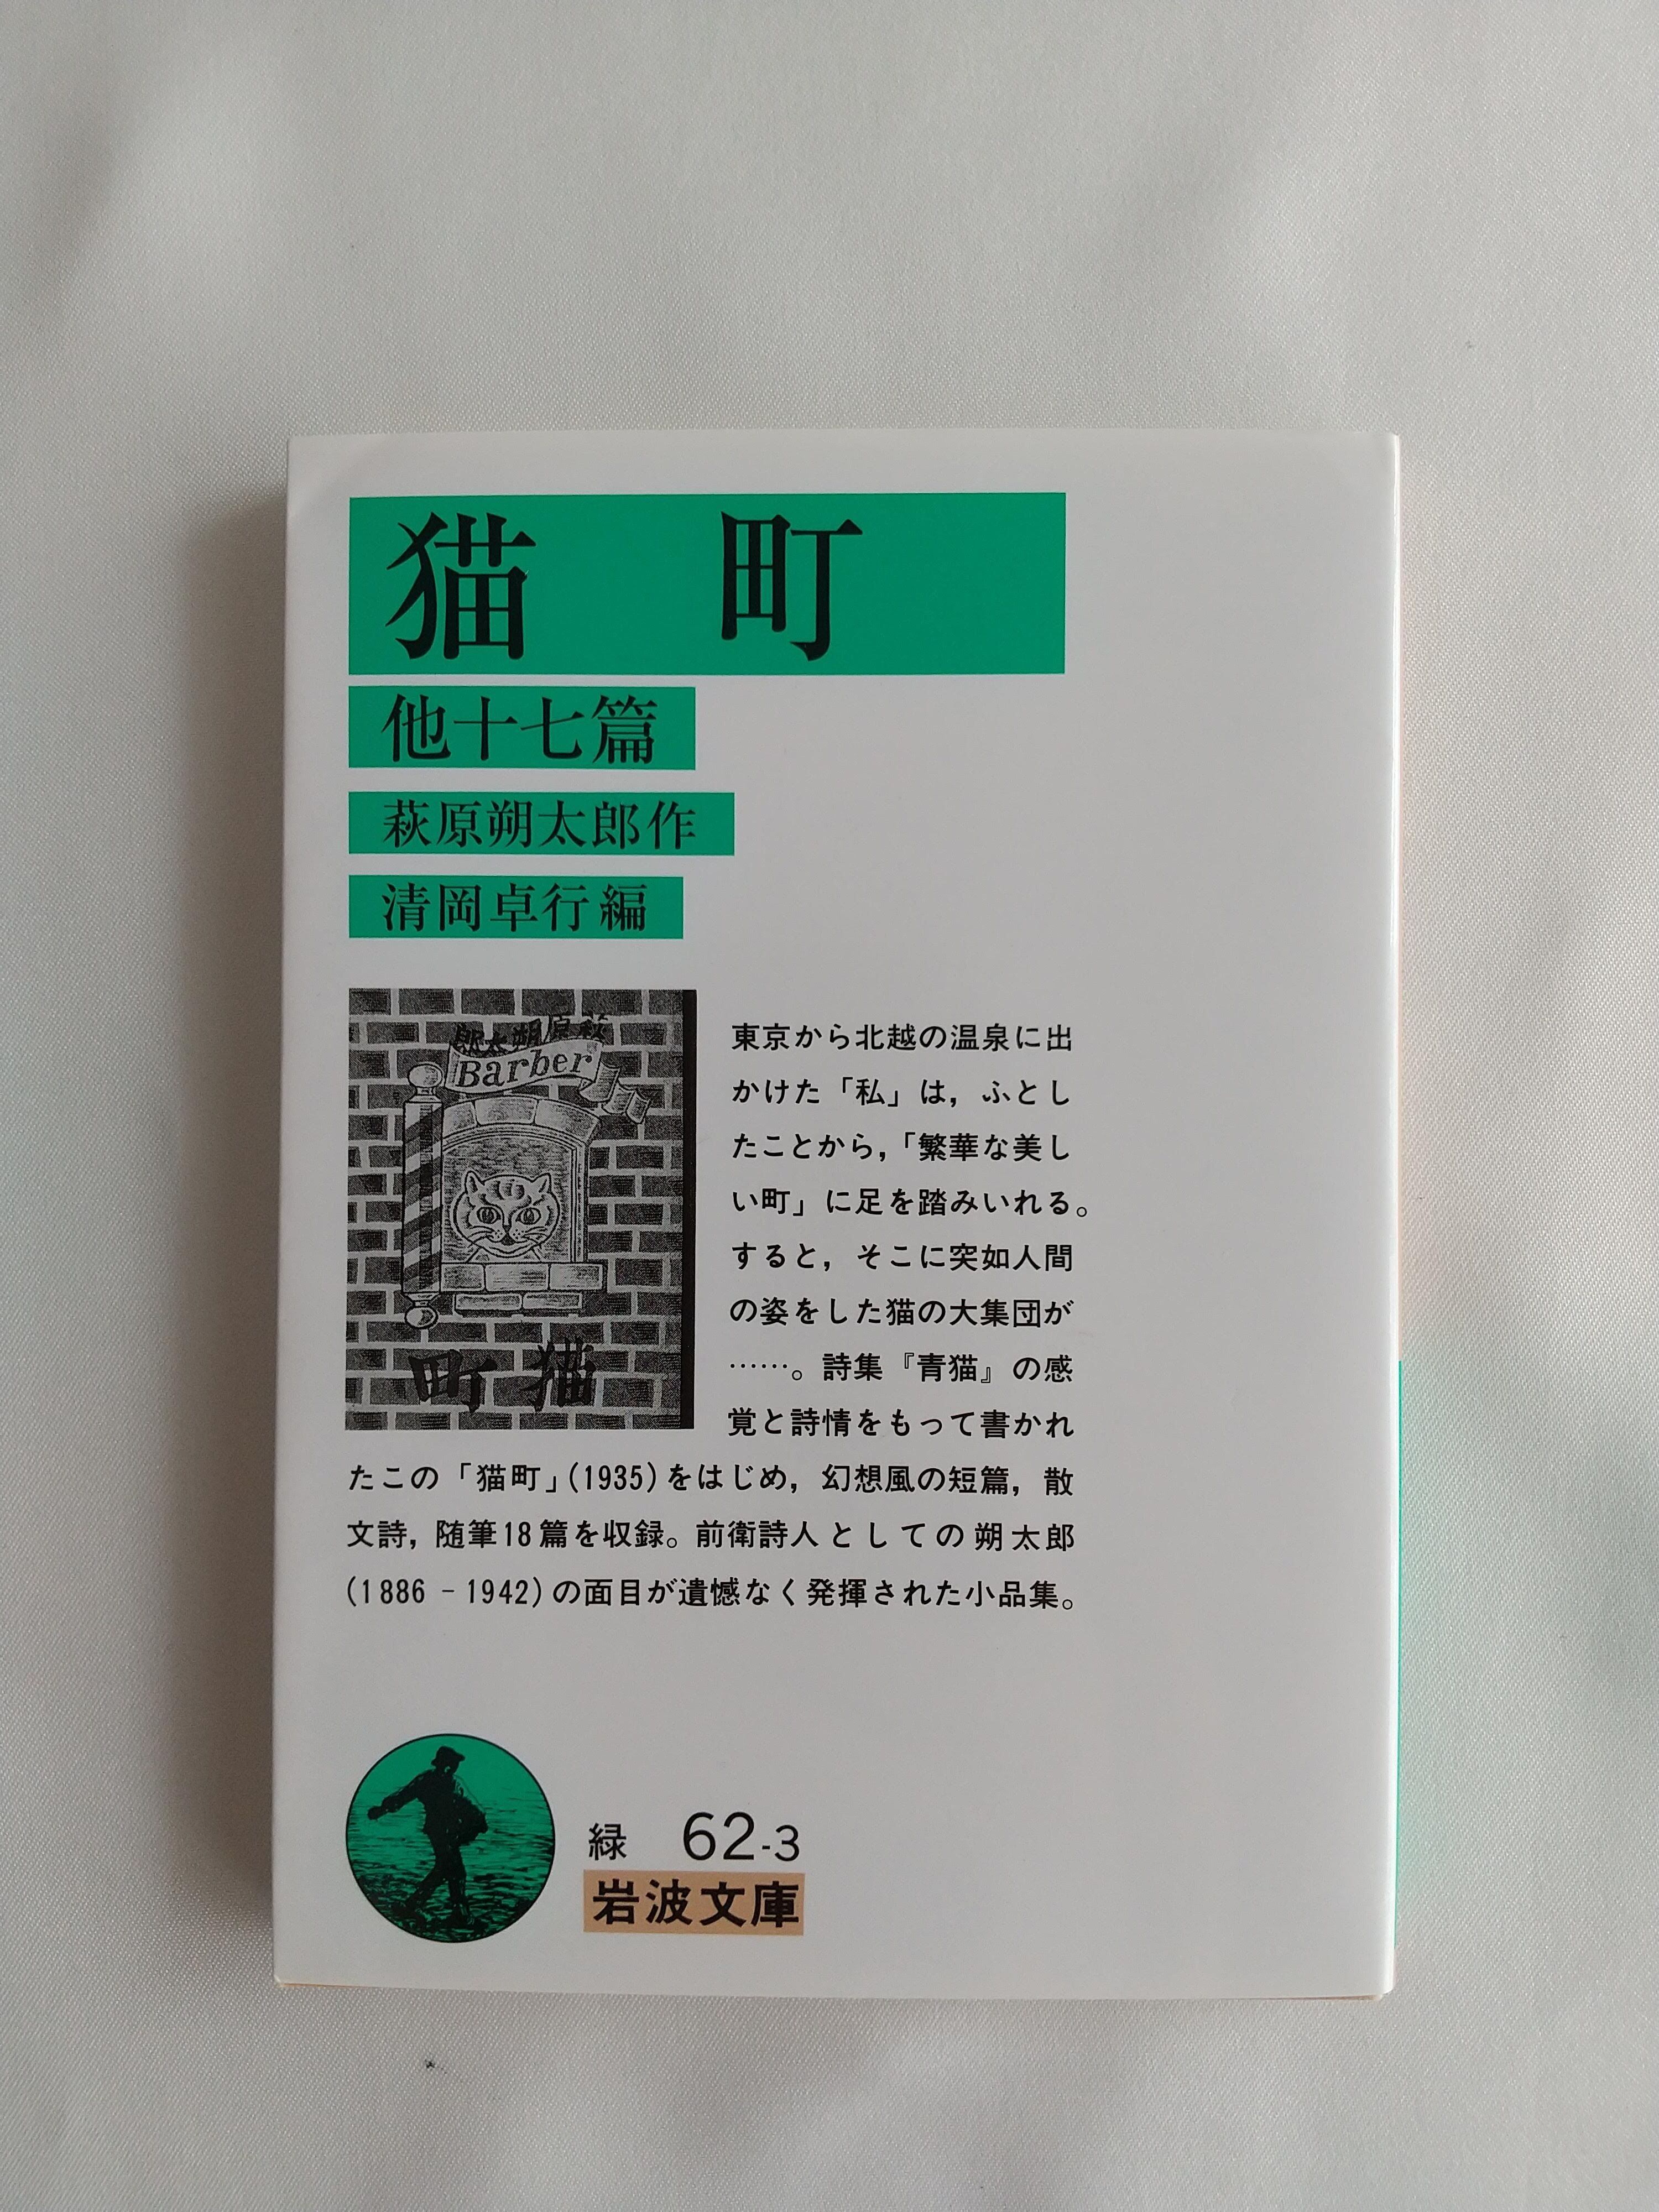 猫町
他十七篇
萩原朔太郎作
清岡卓行編
郎太朔原萩
Barber
町猫
東京から北越の温泉に出
かけた「私」は，ふとし
たことから，「繁華な美し
い町」に足を踏みいれる。
すると，そこに突如人間
の姿をした猫の大集団が
……。詩集『青猫』の感
覚と詩情をもって書かれ
たこの「猫町」(1935)をはじめ，幻想風の短篇，散
文詩，随筆18篇を収録。前衛詩人としての朔太郎
(1886－1942)の面目が遺憾なく発揮された小品集。
緑 62-3
岩波文庫